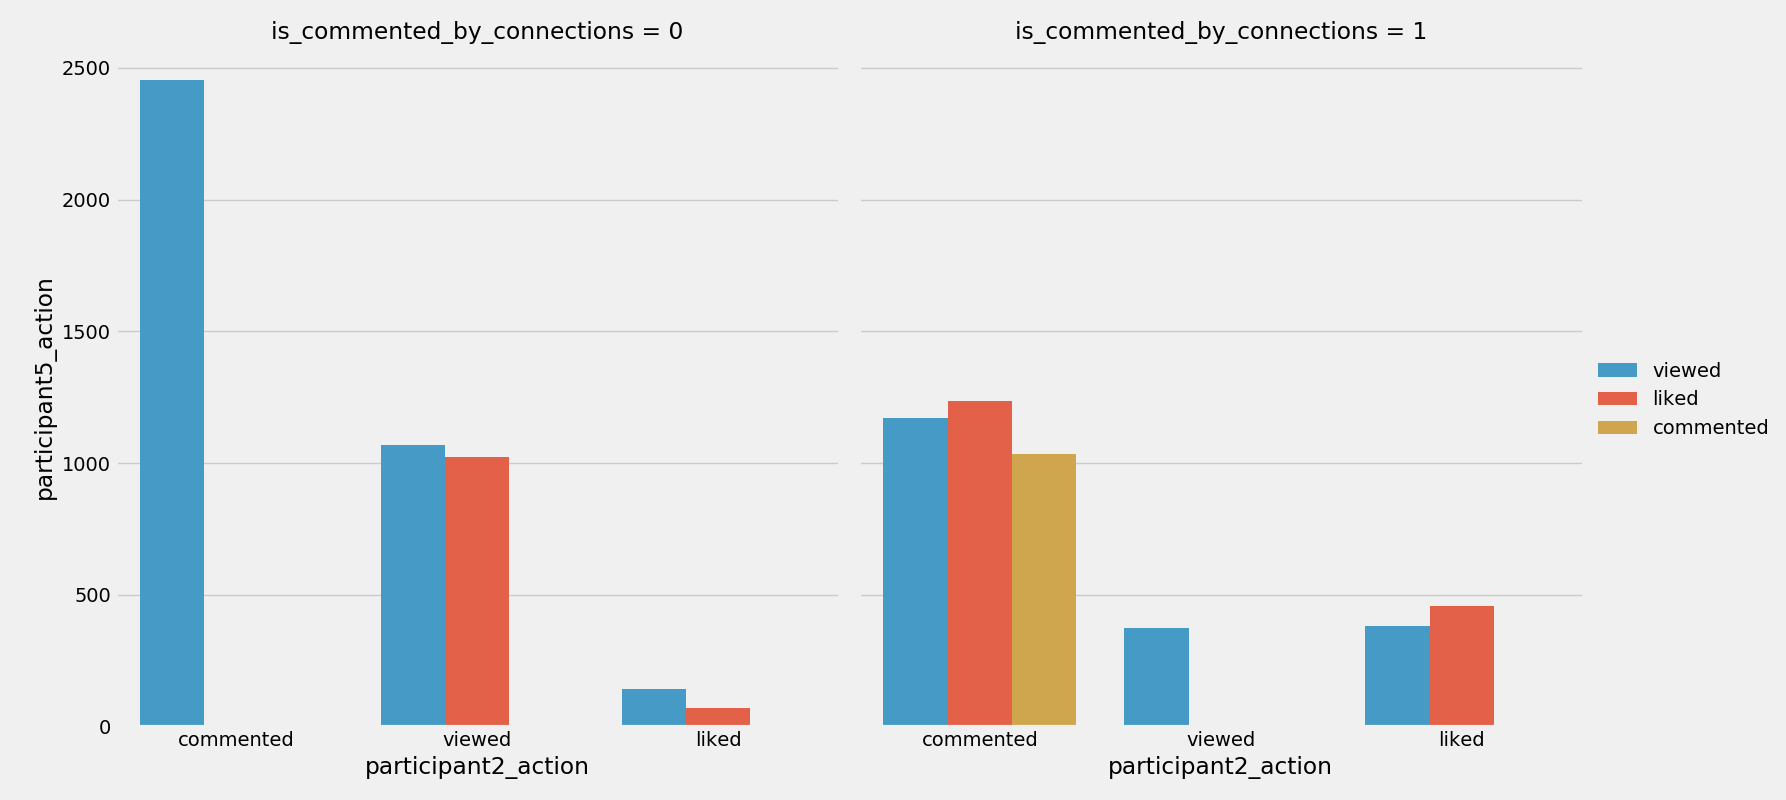 is_commented_by_connections = 0
is_commented_by_connections = 1
2500
2000
1500
1000
500
0
participant5_action
commented
viewed
liked
participant2_action
commented
viewed
liked
participant2_action
viewed
liked
commented